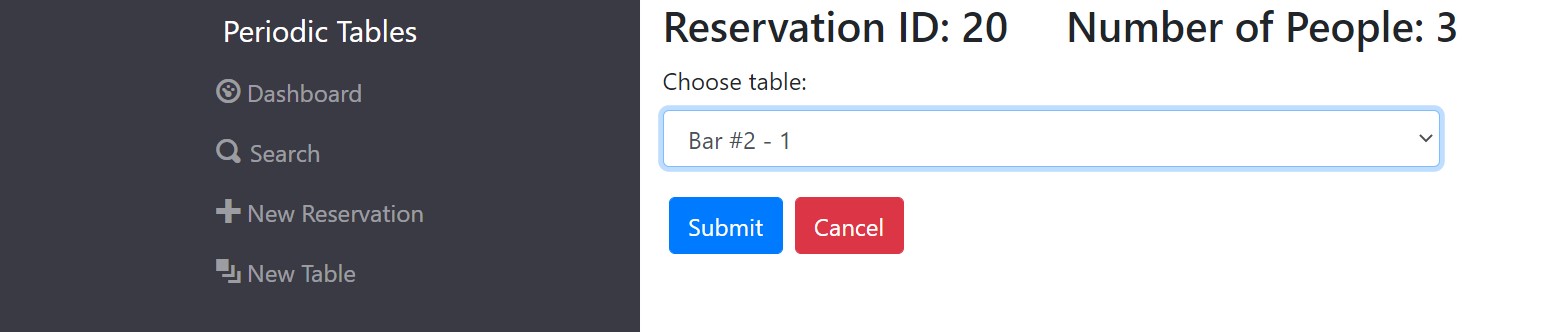 Periodic Tables
Dashboard
Search
New Reservation
New Table
Reservation ID: 20 Number of People: 3
Choose table:
Bar #2 - 1
Submit Cancel